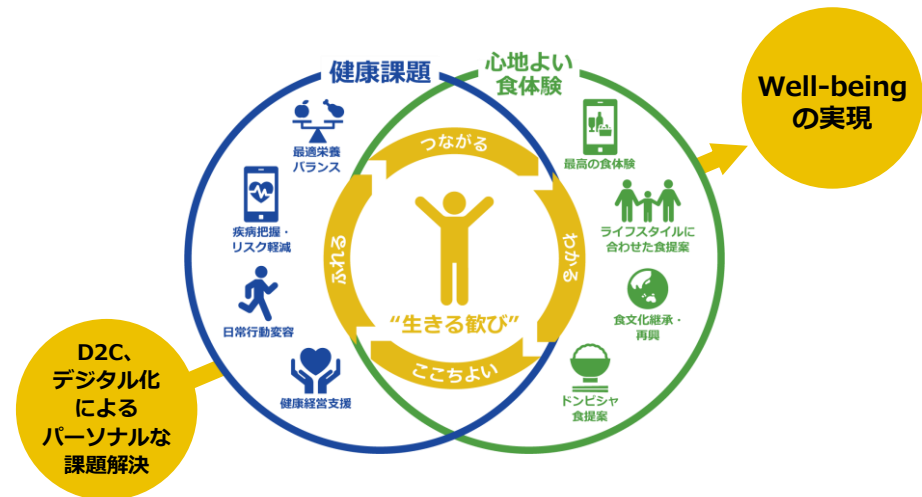 健康課題
心地よい
食体験
Well-being
の実現
最適栄養
バランス
疾病把握・
リスク軽減
日常行動変容
健康経営支援
つながる
わかる
ここちよい
ふれる
“生きる歓び”
最高の食体験
ライフスタイルに
合わせた食提案
食文化継承・
再興
ドンピシャ
食提案
D2C、
デジタル化
による
パーソナルな
課題解決